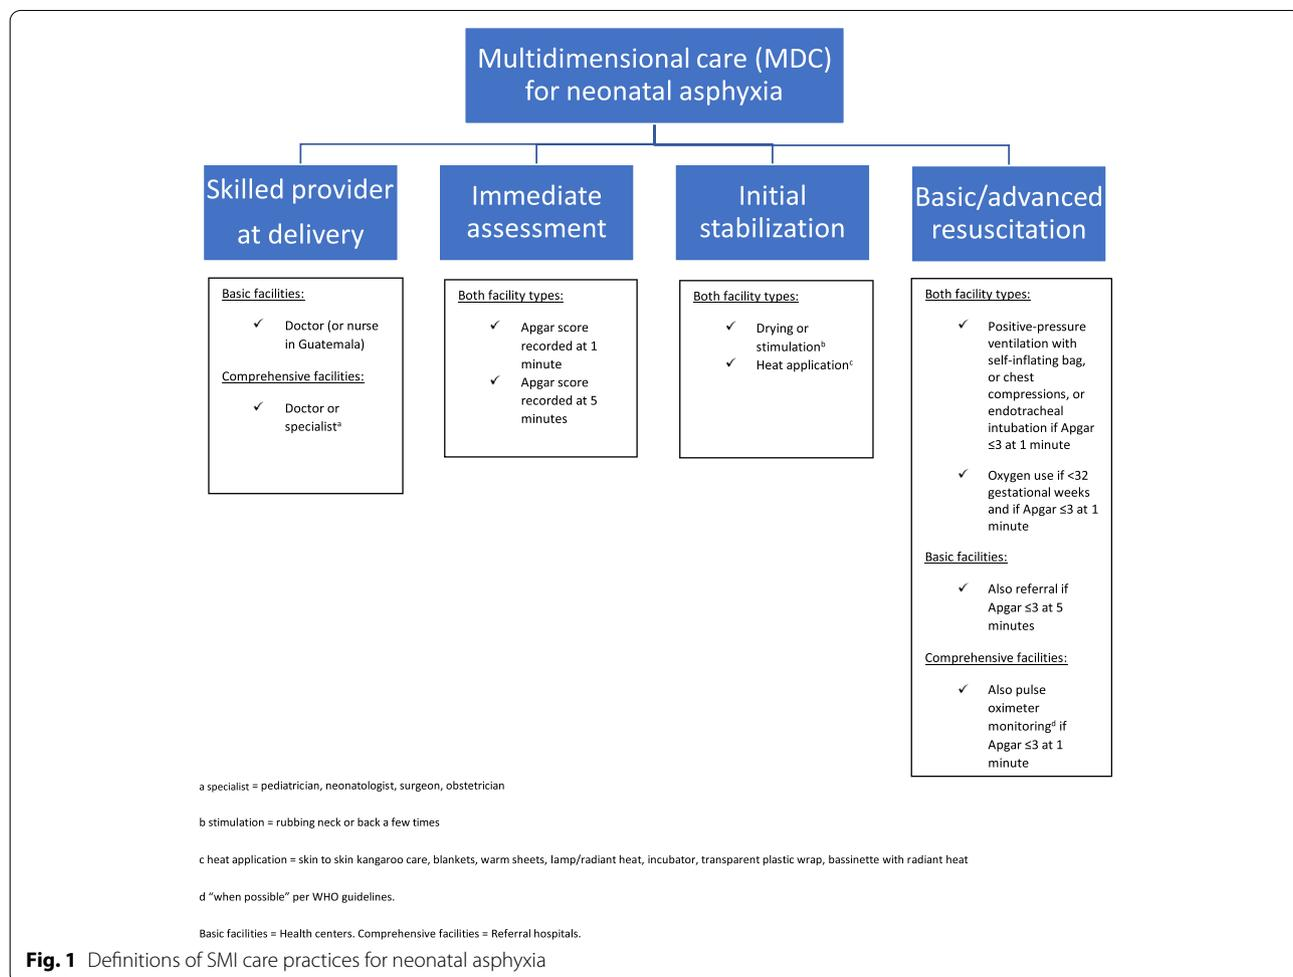 Multidimensional care (MDC)
for neonatal asphyxia
Skilled provider
at delivery
Basic facilities:
✓ Doctor (or nurse
in Guatemala)
Comprehensive facilities:
✓ Doctor or
specialistᵃ
Immediate
assessment
Both facility types:
✓ Apgar score
recorded at 1
minute
✓ Apgar score
recorded at 5
minutes
Initial
stabilization
Both facility types:
✓ Drying or
stimulationᵇ
✓ Heat applicationᶜ
Basic/advanced
resuscitation
Both facility types:
✓ Positive-pressure
ventilation with
self-inflating bag,
or chest
compressions, or
endotracheal
intubation if Apgar
≤3 at 1 minute
✓ Oxygen use if <32
gestational weeks
and if Apgar ≤3 at 1
minute
Basic facilities:
✓ Also referral if
Apgar ≤3 at 5
minutes
Comprehensive facilities:
✓ Also pulse
oximeter
monitoringᵈ if
Apgar ≤3 at 1
minute
a specialist = pediatrician, neonatologist, surgeon, obstetrician
b stimulation = rubbing neck or back a few times
c heat application = skin to skin kangaroo care, blankets, warm sheets, lamp/radiant heat, incubator, transparent plastic wrap, bassinette with radiant heat
d “when possible” per WHO guidelines.
Basic facilities = Health centers. Comprehensive facilities = Referral hospitals.
Fig. 1 Definitions of SMI care practices for neonatal asphyxia